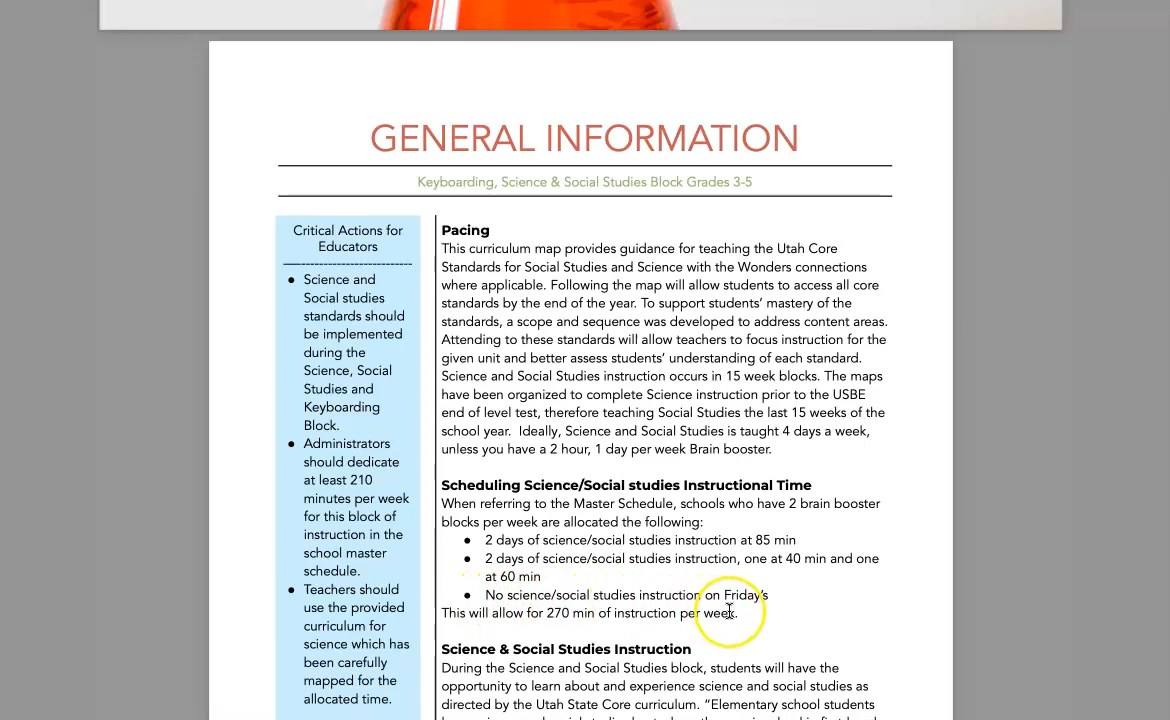 GENERAL INFORMATION
Keyboarding, Science & Social Studies Block Grades 3-5
Critical Actions for
Educators
● Science and
Social studies
standards should
be implemented
during the
Science, Social
Studies and
Keyboarding
Block.
● Administrators
should dedicate
at least 210
minutes per week
for this block of
instruction in the
school master
schedule.
● Teachers should
use the provided
curriculum for
science which has
been carefully
mapped for the
allocated time.
Pacing
This curriculum map provides guidance for teaching the Utah Core
Standards for Social Studies and Science with the Wonders connections
where applicable. Following the map will allow students to access all core
standards by the end of the year. To support students' mastery of the
standards, a scope and sequence was developed to address content areas.
Attending to these standards will allow teachers to focus instruction for the
given unit and better assess students' understanding of each standard.
Science and Social Studies instruction occurs in 15 week blocks. The maps
have been organized to complete Science instruction prior to the USBE
end of level test, therefore teaching Social Studies the last 15 weeks of the
school year. Ideally, Science and Social Studies is taught 4 days a week,
unless you have a 2 hour, 1 day per week Brain booster.
Scheduling Science/Social studies Instructional Time
When referring to the Master Schedule, schools who have 2 brain booster
blocks per week are allocated the following:
● 2 days of science/social studies instruction at 85 min
● 2 days of science/social studies instruction, one at 40 min and one
at 60 min
● No science/social studies instruction on Friday's
This will allow for 270 min of instruction per week.
Science & Social Studies Instruction
During the Science and Social Studies block, students will have the
opportunity to learn about and experience science and social studies as
directed by the Utah State Core curriculum. "Elementary school students